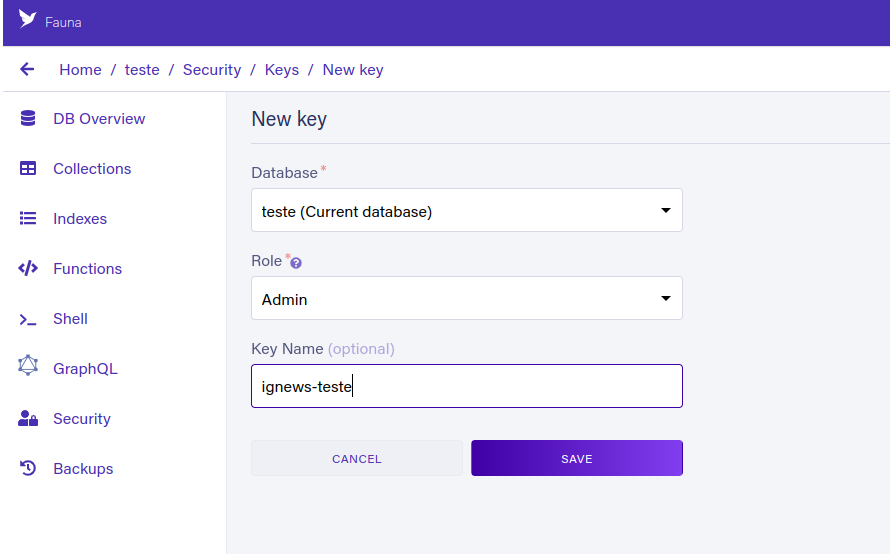 Fauna
Home / teste / Security / Keys / New key
DB Overview
Collections
Indexes
Functions
Shell
GraphQL
Security
Backups
New key
Database *
teste (Current database)
Role * ?
Admin
Key Name (optional)
ignews-teste
CANCEL
SAVE